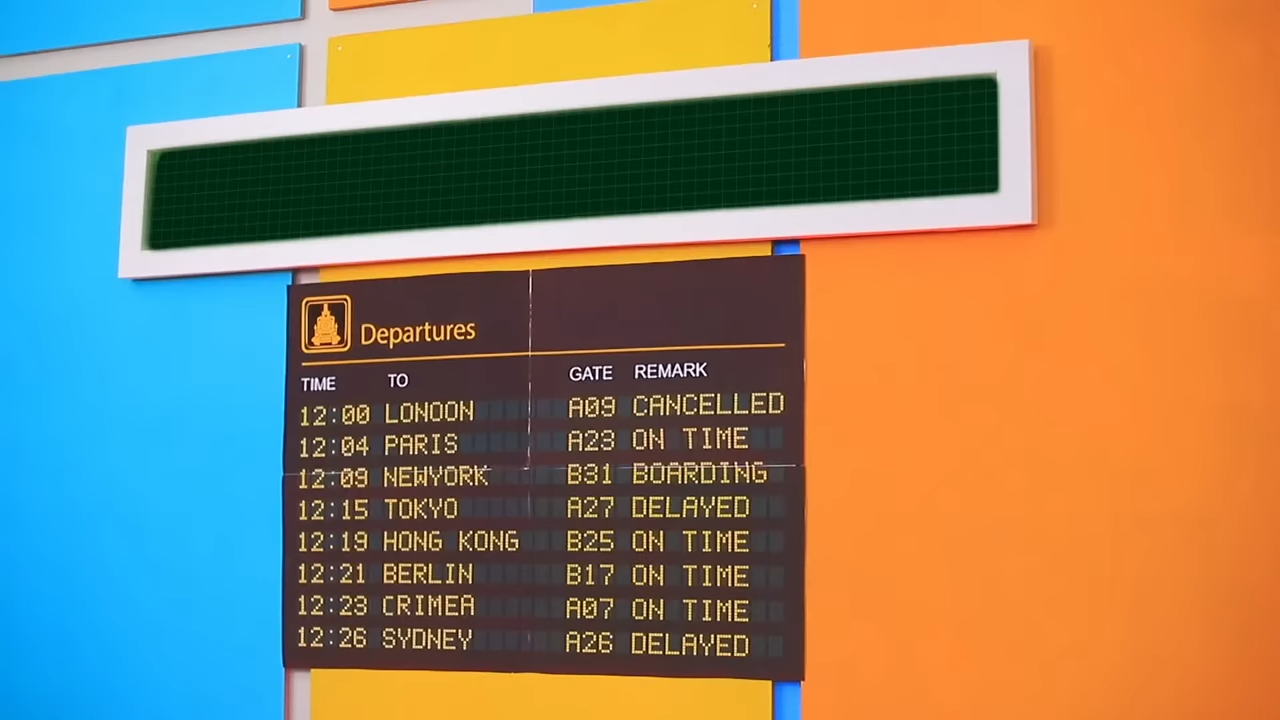 Departures
TIME TO GATE REMARK
12:00 LONOON A09 CANCELLED
12:04 PARIS A23 ON TIME
12:09 NEWYORK B31 BOARDING
12:15 TOKYO A27 DELAYED
12:19 HONG KONG B25 ON TIME
12:21 BERLIN B17 ON TIME
12:23 CRIMEA A07 ON TIME
12:26 SYDNEY A26 DELAYED